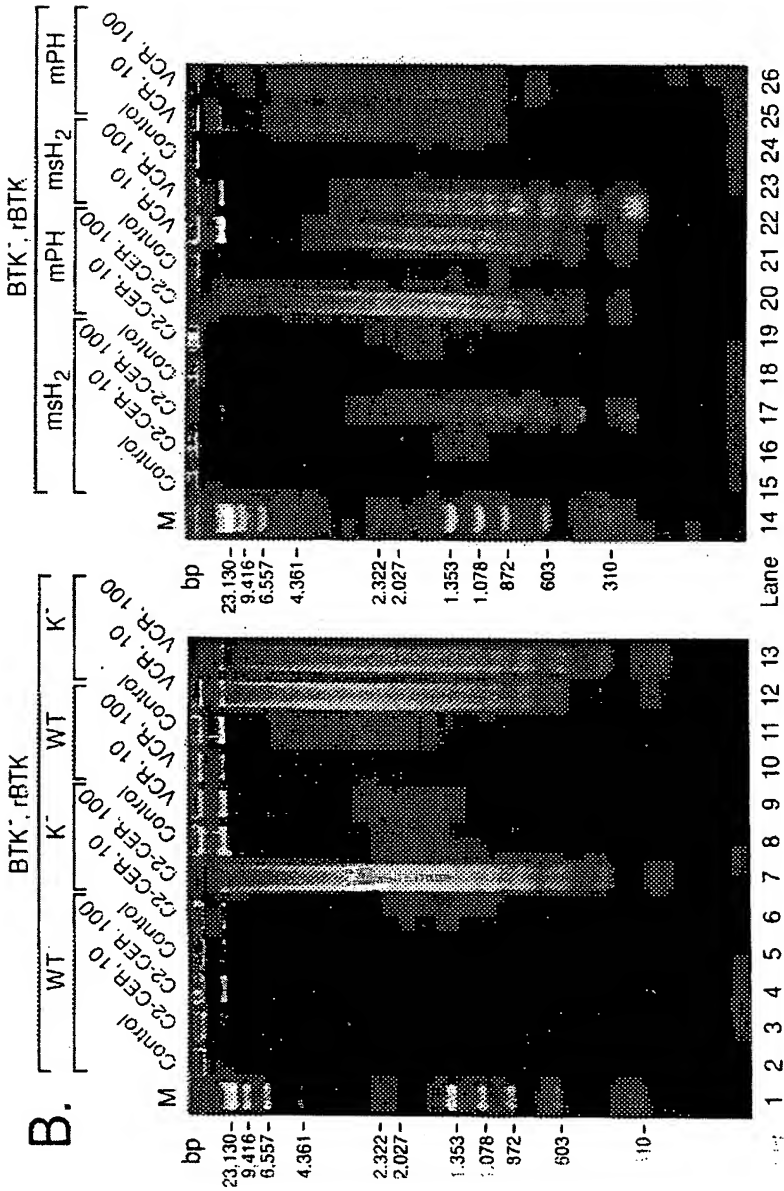 B.
BTK⁻, rBTK
WT K⁻ WT K⁻
M Control C2-CER, 10 C2-CER, 100 Control C2-CER, 10 C2-CER, 100 Control VCR, 10 VCR, 100 Control VCR, 10 VCR, 100
bp
23.130
9.416
6.557
4.361
2.322
2.027
1.353
1.078
872
603
310
1 2 3 4 5 6 7 8 9 10 11 12 13
BTK⁻, rBTK
msH₂ mPH msH₂ mPH
M Control C2-CER, 10 C2-CER, 100 Control C2-CER, 10 C2-CER, 100 Control VCR, 10 VCR, 100 Control VCR, 10 VCR, 100
bp
23.130
9.416
6.557
4.361
2.322
2.027
1.353
1.078
872
603
310
Lane 14 15 16 17 18 19 20 21 22 23 24 25 26